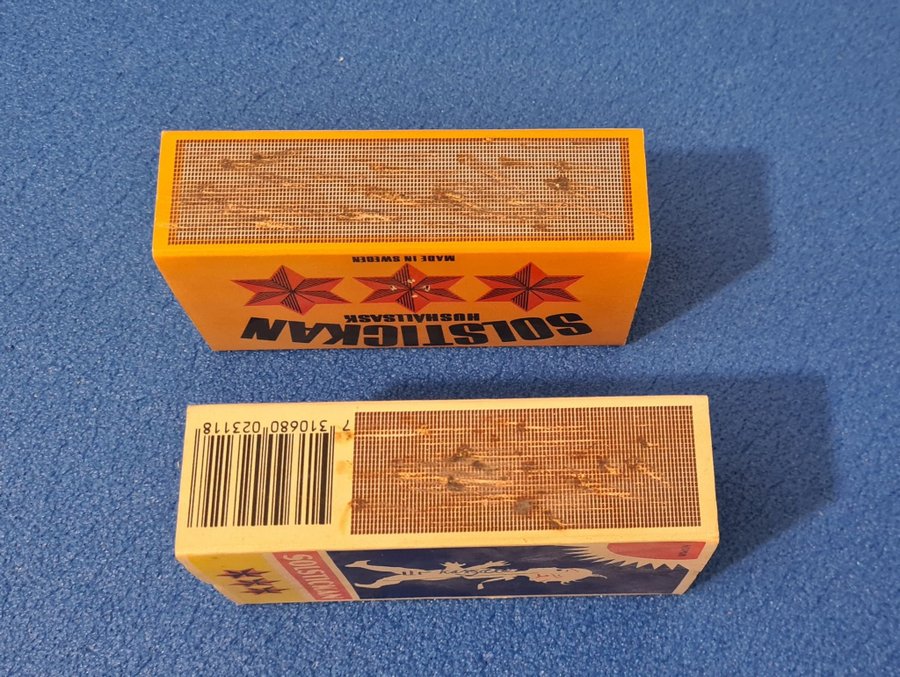 SOLSTICKAN
HUSHÅLLSASK
MADE IN SWEDEN
7 310680 023118
SOLSTICKAN